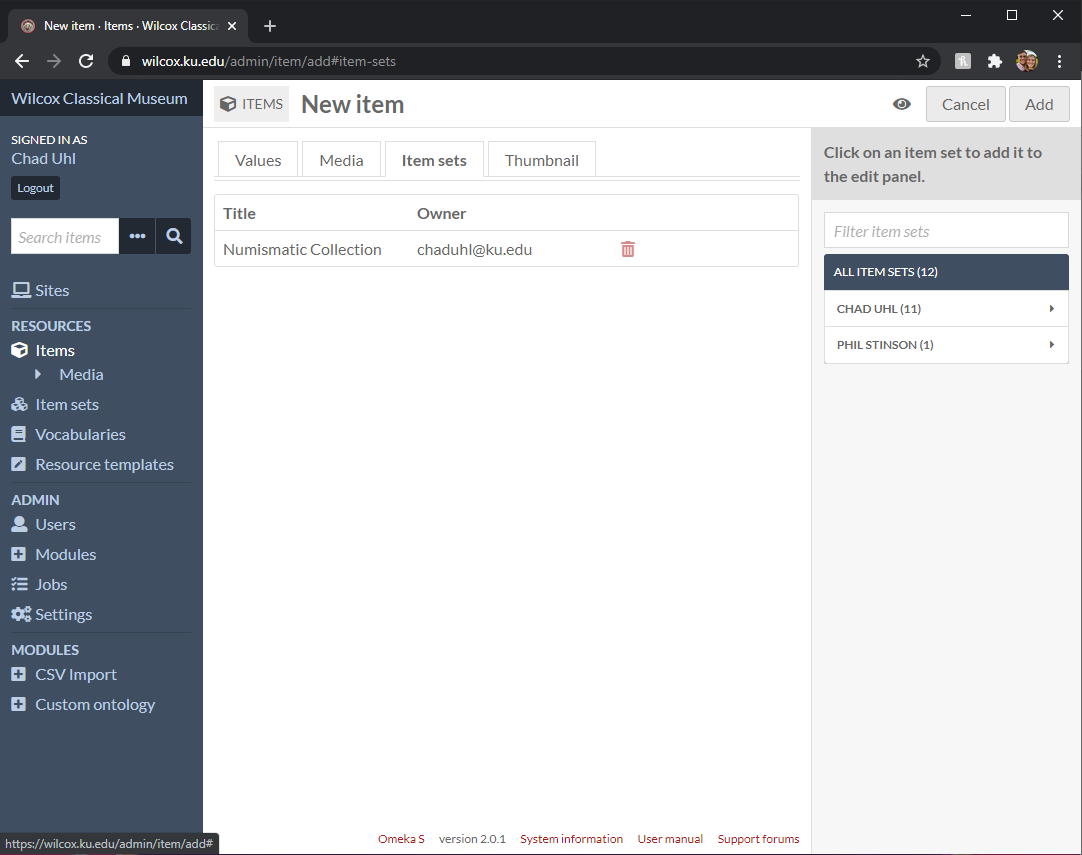 New item · Items · Wilcox Classica
wilcox.ku.edu/admin/item/add#item-sets
Wilcox Classical Museum
SIGNED IN AS
Chad Uhl
Logout
Search items
Sites
RESOURCES
Items
Media
Item sets
Vocabularies
Resource templates
ADMIN
Users
Modules
Jobs
Settings
MODULES
CSV Import
Custom ontology
https://wilcox.ku.edu/admin/item/add#
ITEMS New item
Cancel Add
Values Media Item sets Thumbnail
Title Owner
Numismatic Collection chaduhl@ku.edu
Click on an item set to add it to
the edit panel.
Filter item sets
ALL ITEM SETS (12)
CHAD UHL (11)
PHIL STINSON (1)
Omeka S version 2.0.1 System information User manual Support forums